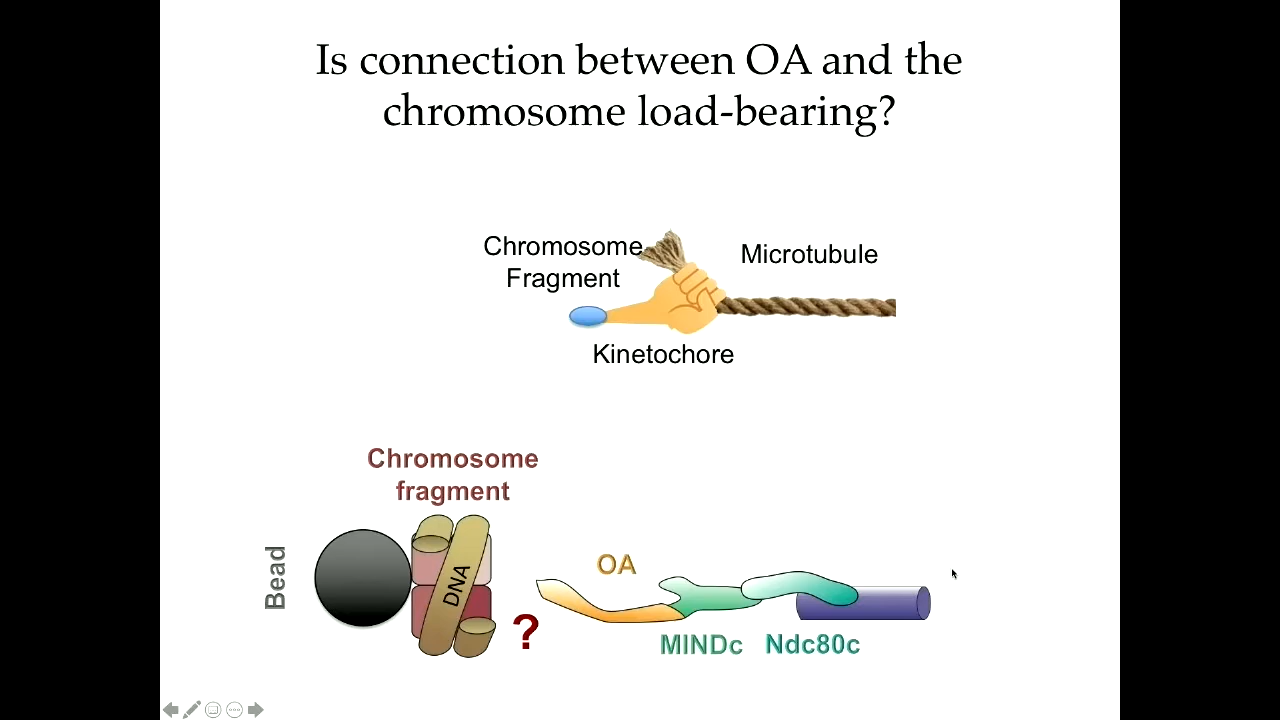 Is connection between OA and the
chromosome load-bearing?
Chromosome
Fragment
Microtubule
Kinetochore
Chromosome
fragment
Bead
DNA
?
OA
MINDc
Ndc80c